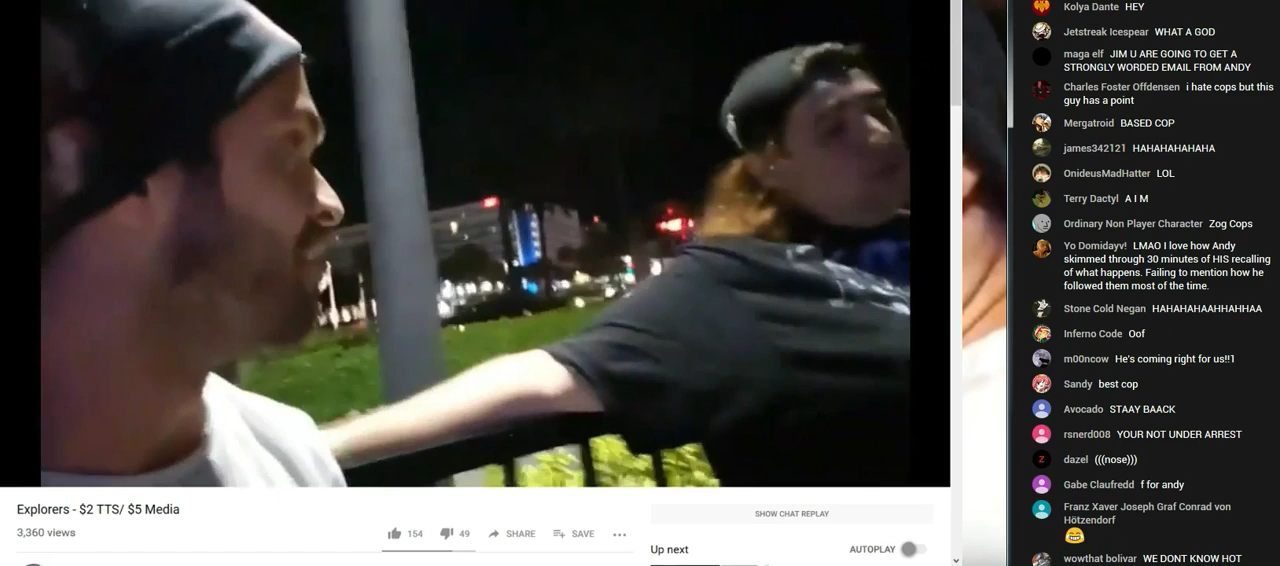 Kolya Dante HEY
Jetstreak Icespear WHAT A GOD
maga elf JIM U ARE GOING TO GET A
STRONGLY WORDED EMAIL FROM ANDY
Charles Foster Offdensen i hate cops but this
guy has a point
Mergatroid BASED COP
james342121 HAHAHAHAHAHA
OnideusMadHatter LOL
Terry Dactyl A I M
Ordinary Non Player Character Zog Cops
Yo Domidayv! LMAO I love how Andy
skimmed through 30 minutes of HIS recalling
of what happens. Failing to mention how he
followed them most of the time.
Stone Cold Negan HAHAHAHAAHHAHHAA
Inferno Code Oof
m00ncow He's coming right for us!!1
Sandy best cop
Avocado STAAY BAACK
rsnerd008 YOUR NOT UNDER ARREST
Z dazel (((nose)))
Gabe Claufredd f for andy
Franz Xaver Joseph Graf Conrad von
Hötzendorf
😂
wowthat bolivar WE DONT KNOW HOT
Explorers - $2 TTS/ $5 Media
3,360 views
154 49 SHARE SAVE
SHOW CHAT REPLAY
Up next AUTOPLAY